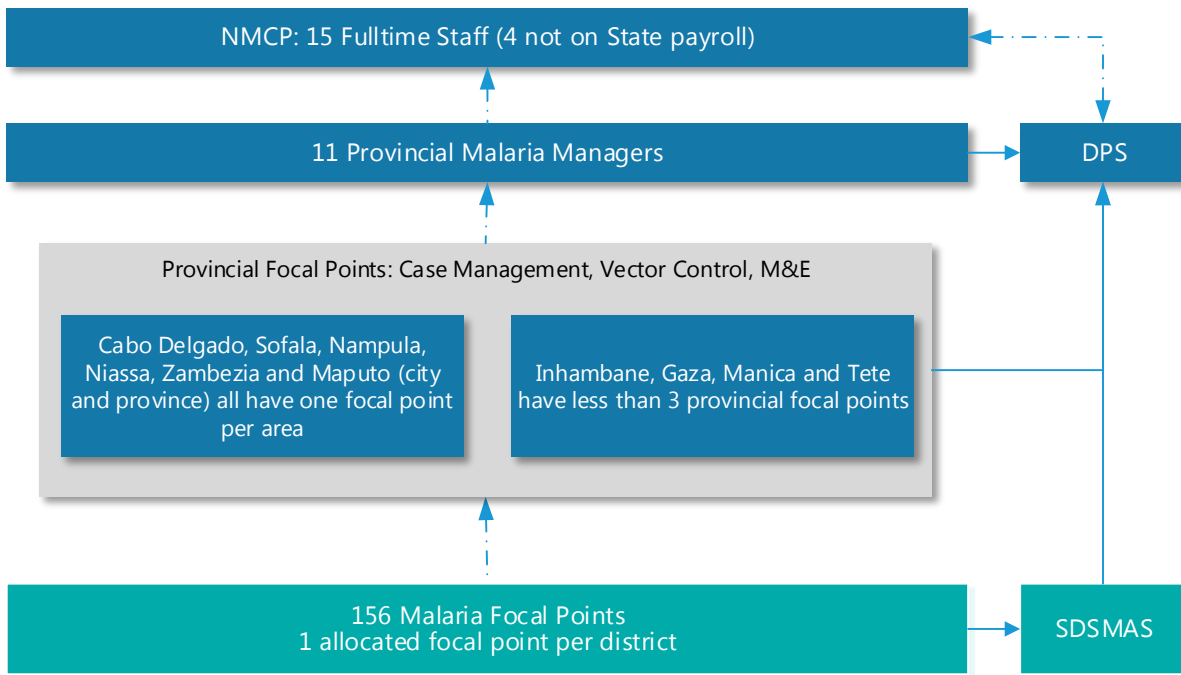 NMCP: 15 Fulltime Staff (4 not on State payroll)
11 Provincial Malaria Managers
DPS
Provincial Focal Points: Case Management, Vector Control, M&E
Cabo Delgado, Sofala, Nampula,
Niassa, Zambezia and Maputo (city
and province) all have one focal point
per area
Inhambane, Gaza, Manica and Tete
have less than 3 provincial focal points
156 Malaria Focal Points
1 allocated focal point per district
SDSMAS